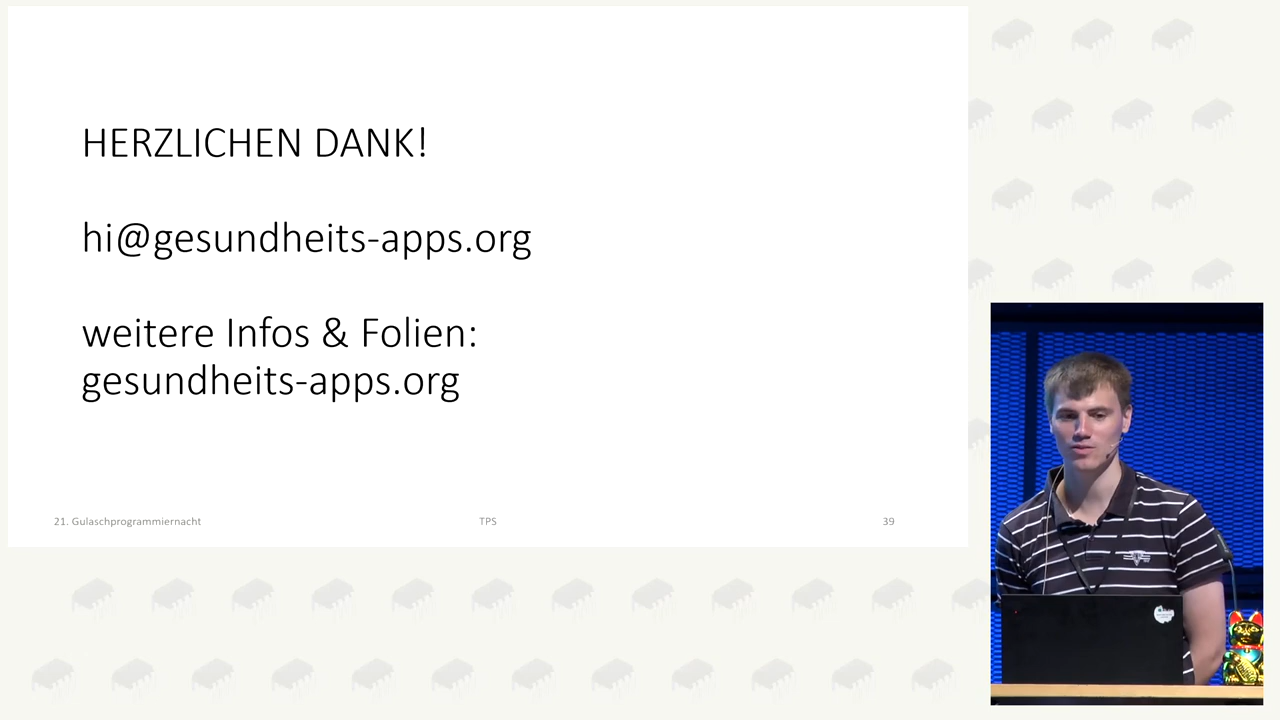 HERZLICHEN DANK!
hi@gesundheits-apps.org
weitere Infos & Folien:
gesundheits-apps.org
21. Gulaschprogrammiernacht
TPS
39